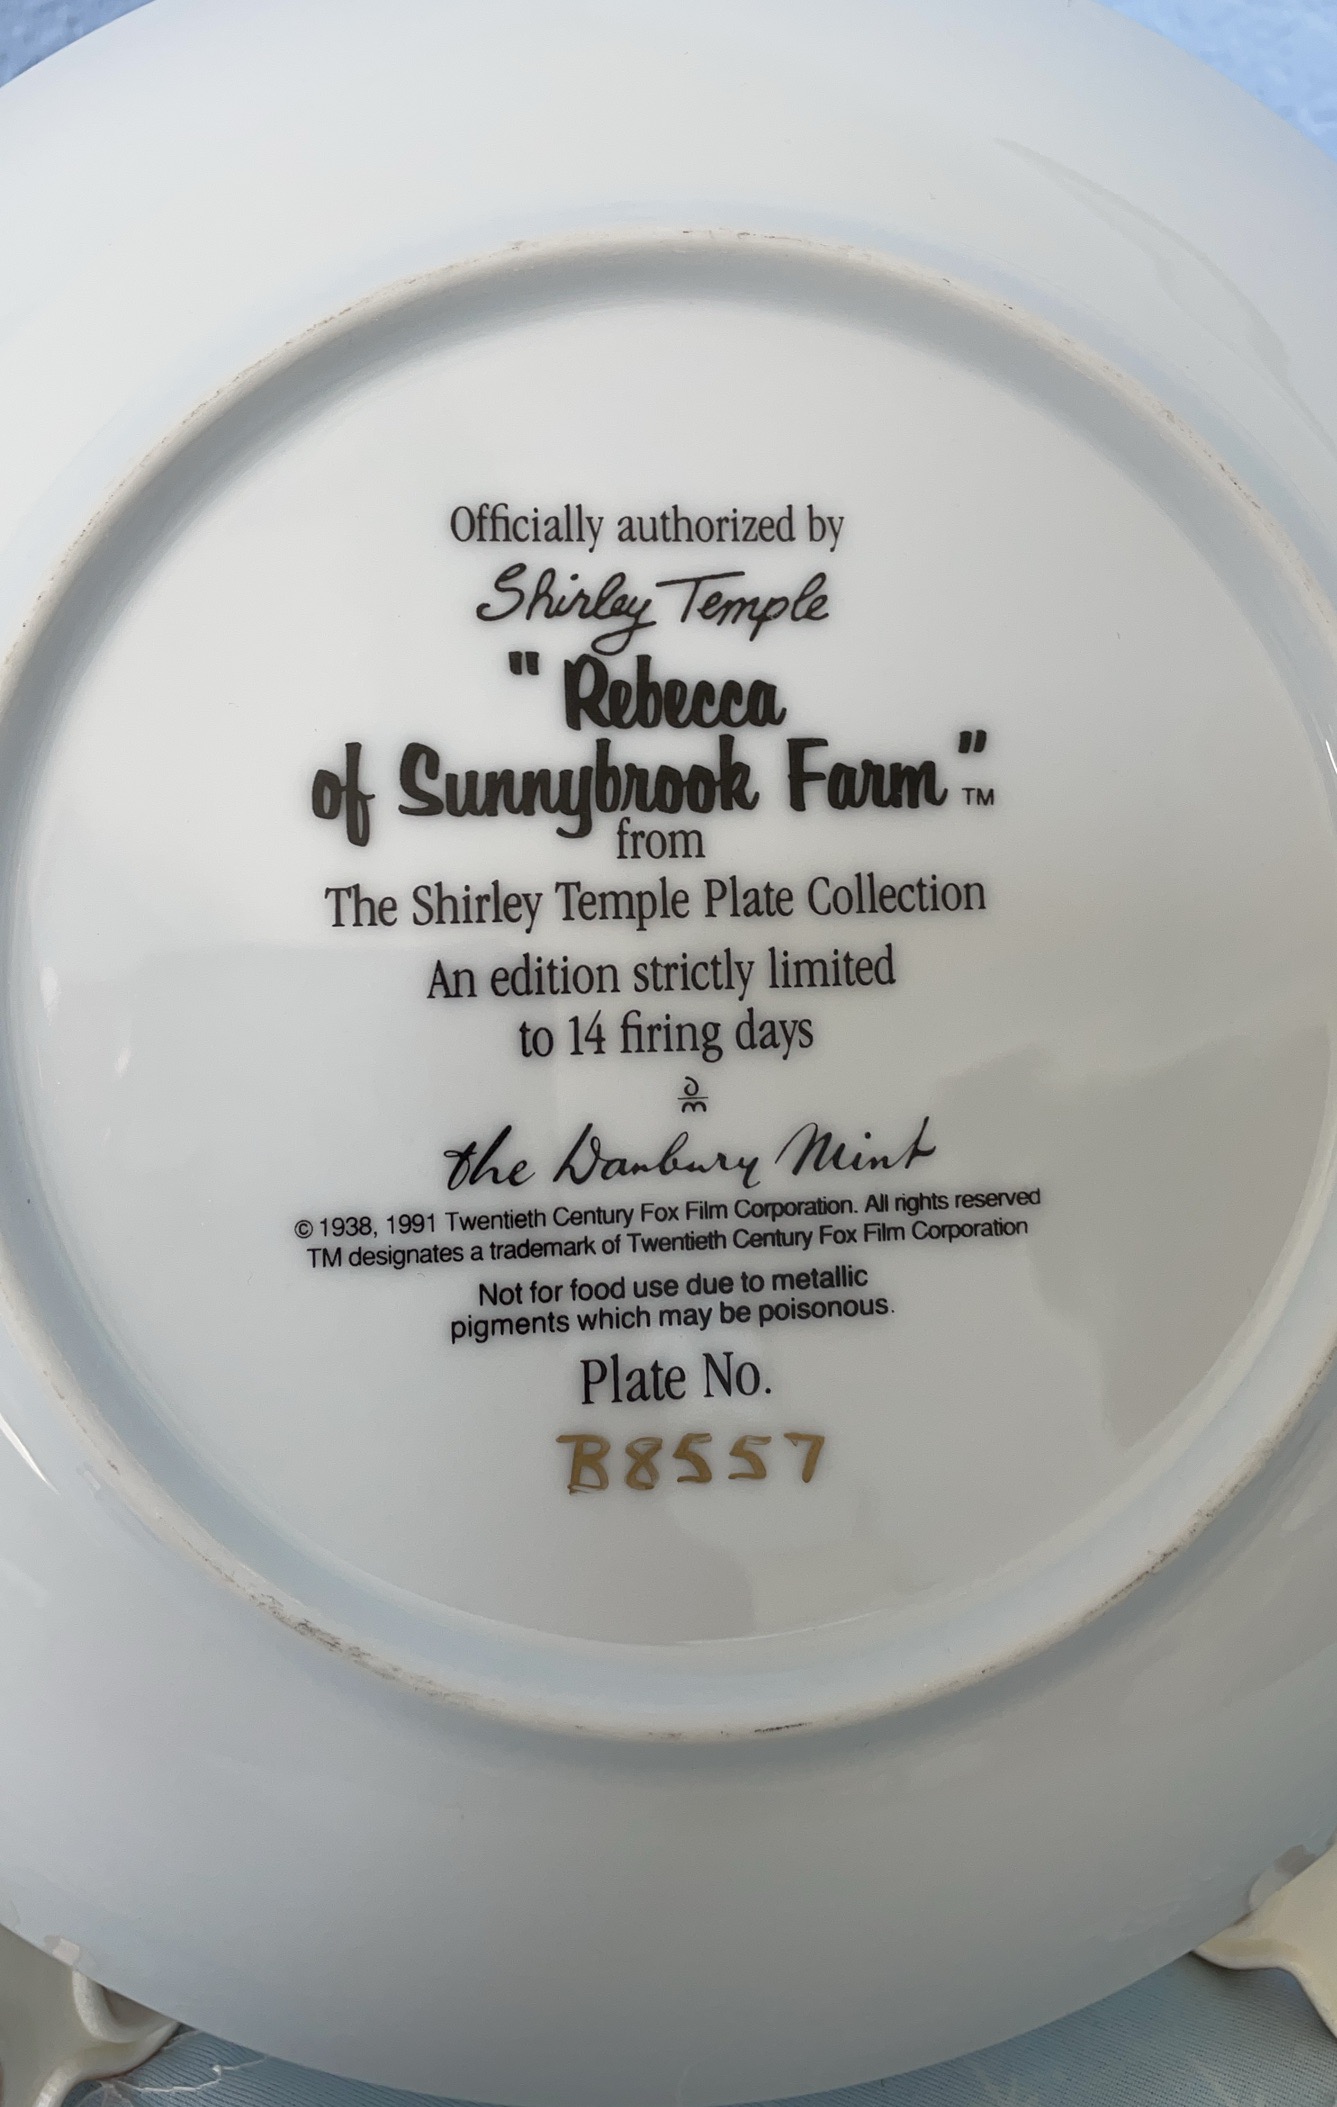 Officially authorized by
Shirley Temple
"Rebecca
of Sunnybrook Farm"™
from
The Shirley Temple Plate Collection
An edition strictly limited
to 14 firing days
the Danbury Mint
© 1938, 1991 Twentieth Century Fox Film Corporation. All rights reserved
TM designates a trademark of Twentieth Century Fox Film Corporation
Not for food use due to metallic
pigments which may be poisonous.
Plate No.
B8557